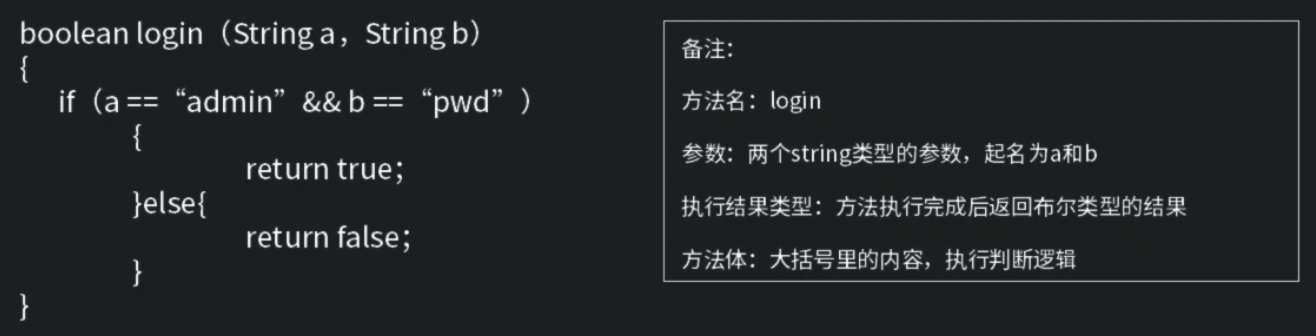 boolean login（String a，String b）
{
if（a ==“admin”&& b ==“pwd”）
{
return true；
}else{
return false；
}
}
备注：
方法名：login
参数：两个string类型的参数，起名为a和b
执行结果类型：方法执行完成后返回布尔类型的结果
方法体：大括号里的内容，执行判断逻辑